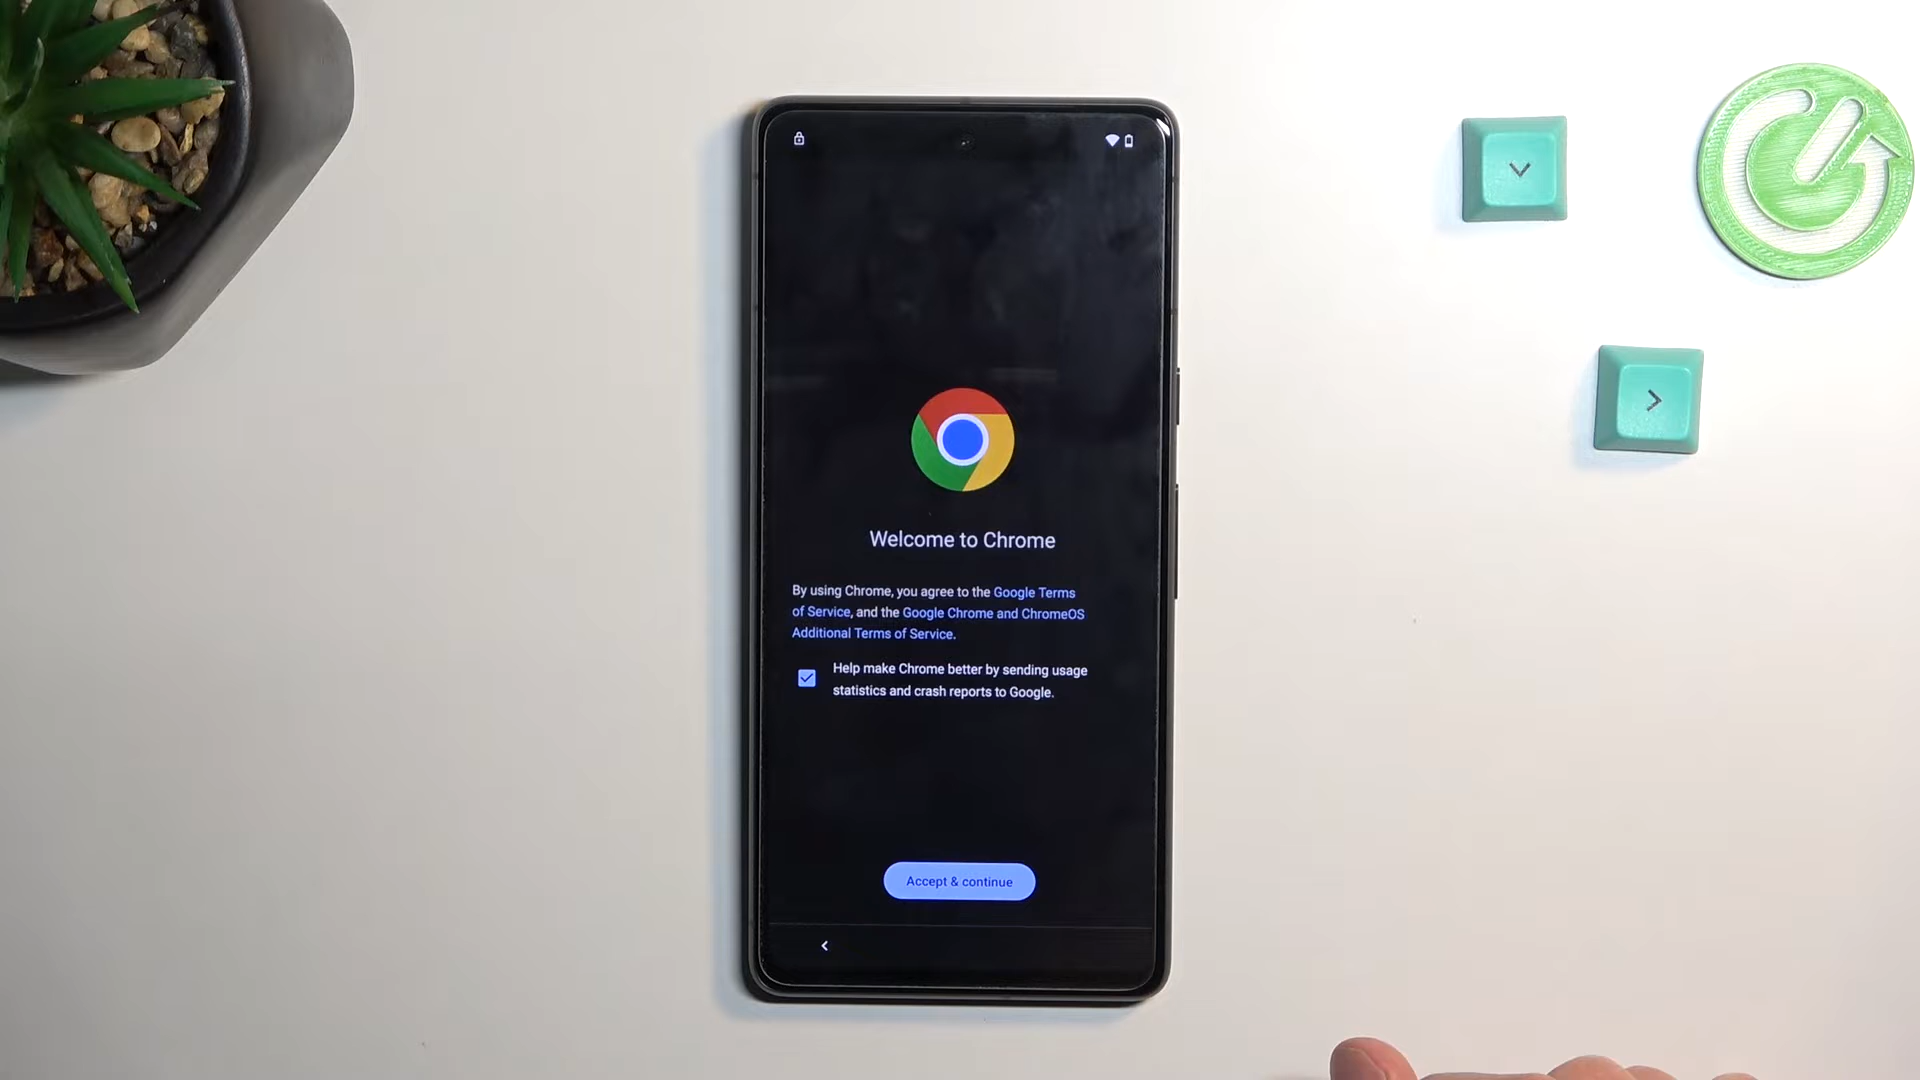 Welcome to Chrome
By using Chrome, you agree to the Google Terms
of Service, and the Google Chrome and ChromeOS
Additional Terms of Service.
Help make Chrome better by sending usage
statistics and crash reports to Google.
Accept & continue